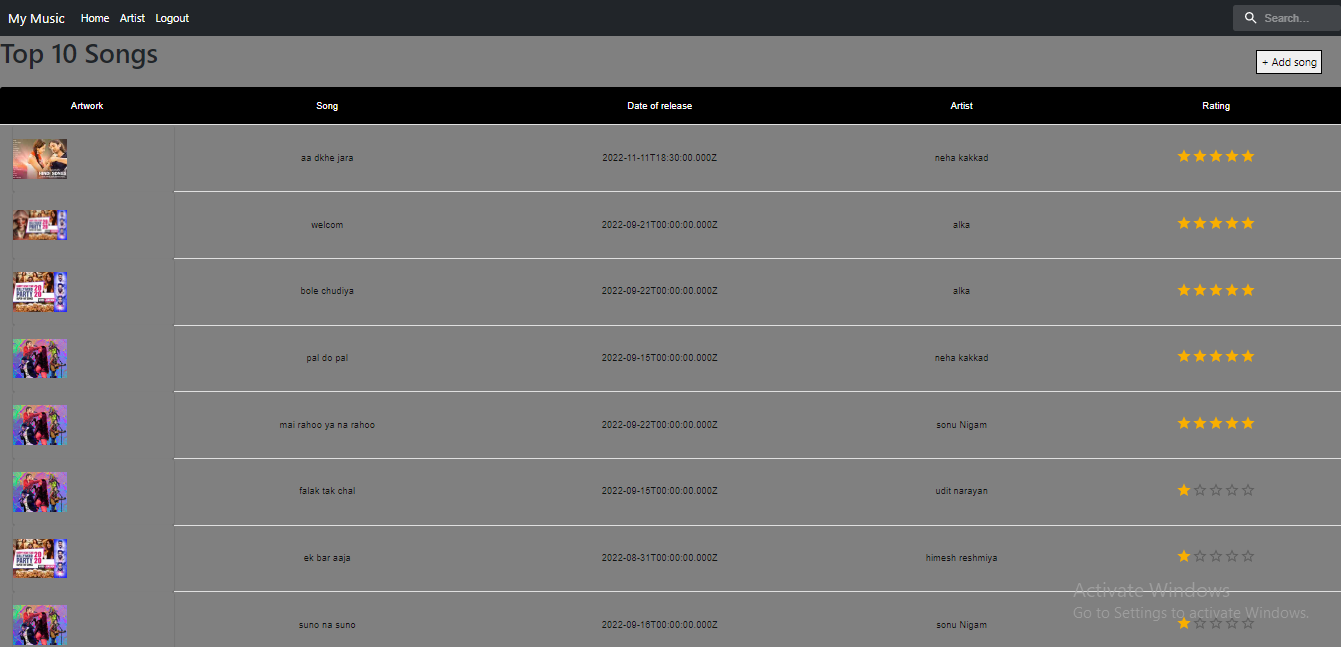 My Music Home Artist Logout Search...
Top 10 Songs
+ Add song
Artwork Song Date of release Artist Rating
HINDI SONGS
aa dkhe jara 2022-11-11T18:30:00.000Z neha kakkad
welcom 2022-09-21T00:00:00.000Z alka
PARTY
bole chudiya 2022-09-22T00:00:00.000Z alka
pal do pal 2022-09-15T00:00:00.000Z neha kakkad
mai rahoo ya na rahoo 2022-09-22T00:00:00.000Z sonu Nigam
falak tak chal 2022-09-15T00:00:00.000Z udit narayan
PARTY
ek bar aaja 2022-08-31T00:00:00.000Z himesh reshmiya
Activate Windows
Go to Settings to activate Windows.
suno na suno 2022-09-16T00:00:00.000Z sonu Nigam